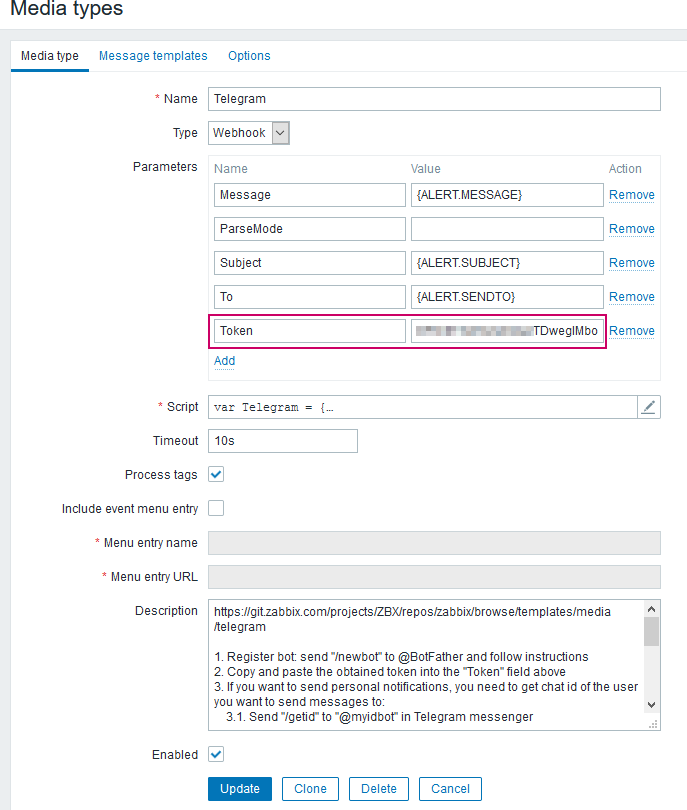 Media types
Media type Message templates Options
* Name Telegram
Type Webhook
Parameters Name Value Action
Message {ALERT.MESSAGE} Remove
ParseMode Remove
Subject {ALERT.SUBJECT} Remove
To {ALERT.SENDTO} Remove
Token TDweglMbo Remove
Add
* Script var Telegram = {…
Timeout 10s
Process tags
Include event menu entry
* Menu entry name
* Menu entry URL
Description https://git.zabbix.com/projects/ZBX/repos/zabbix/browse/templates/media
/telegram
1. Register bot: send "/newbot" to @BotFather and follow instructions
2. Copy and paste the obtained token into the "Token" field above
3. If you want to send personal notifications, you need to get chat id of the user
you want to send messages to:
3.1. Send "/getid" to "@myidbot" in Telegram messenger
Enabled
Update Clone Delete Cancel